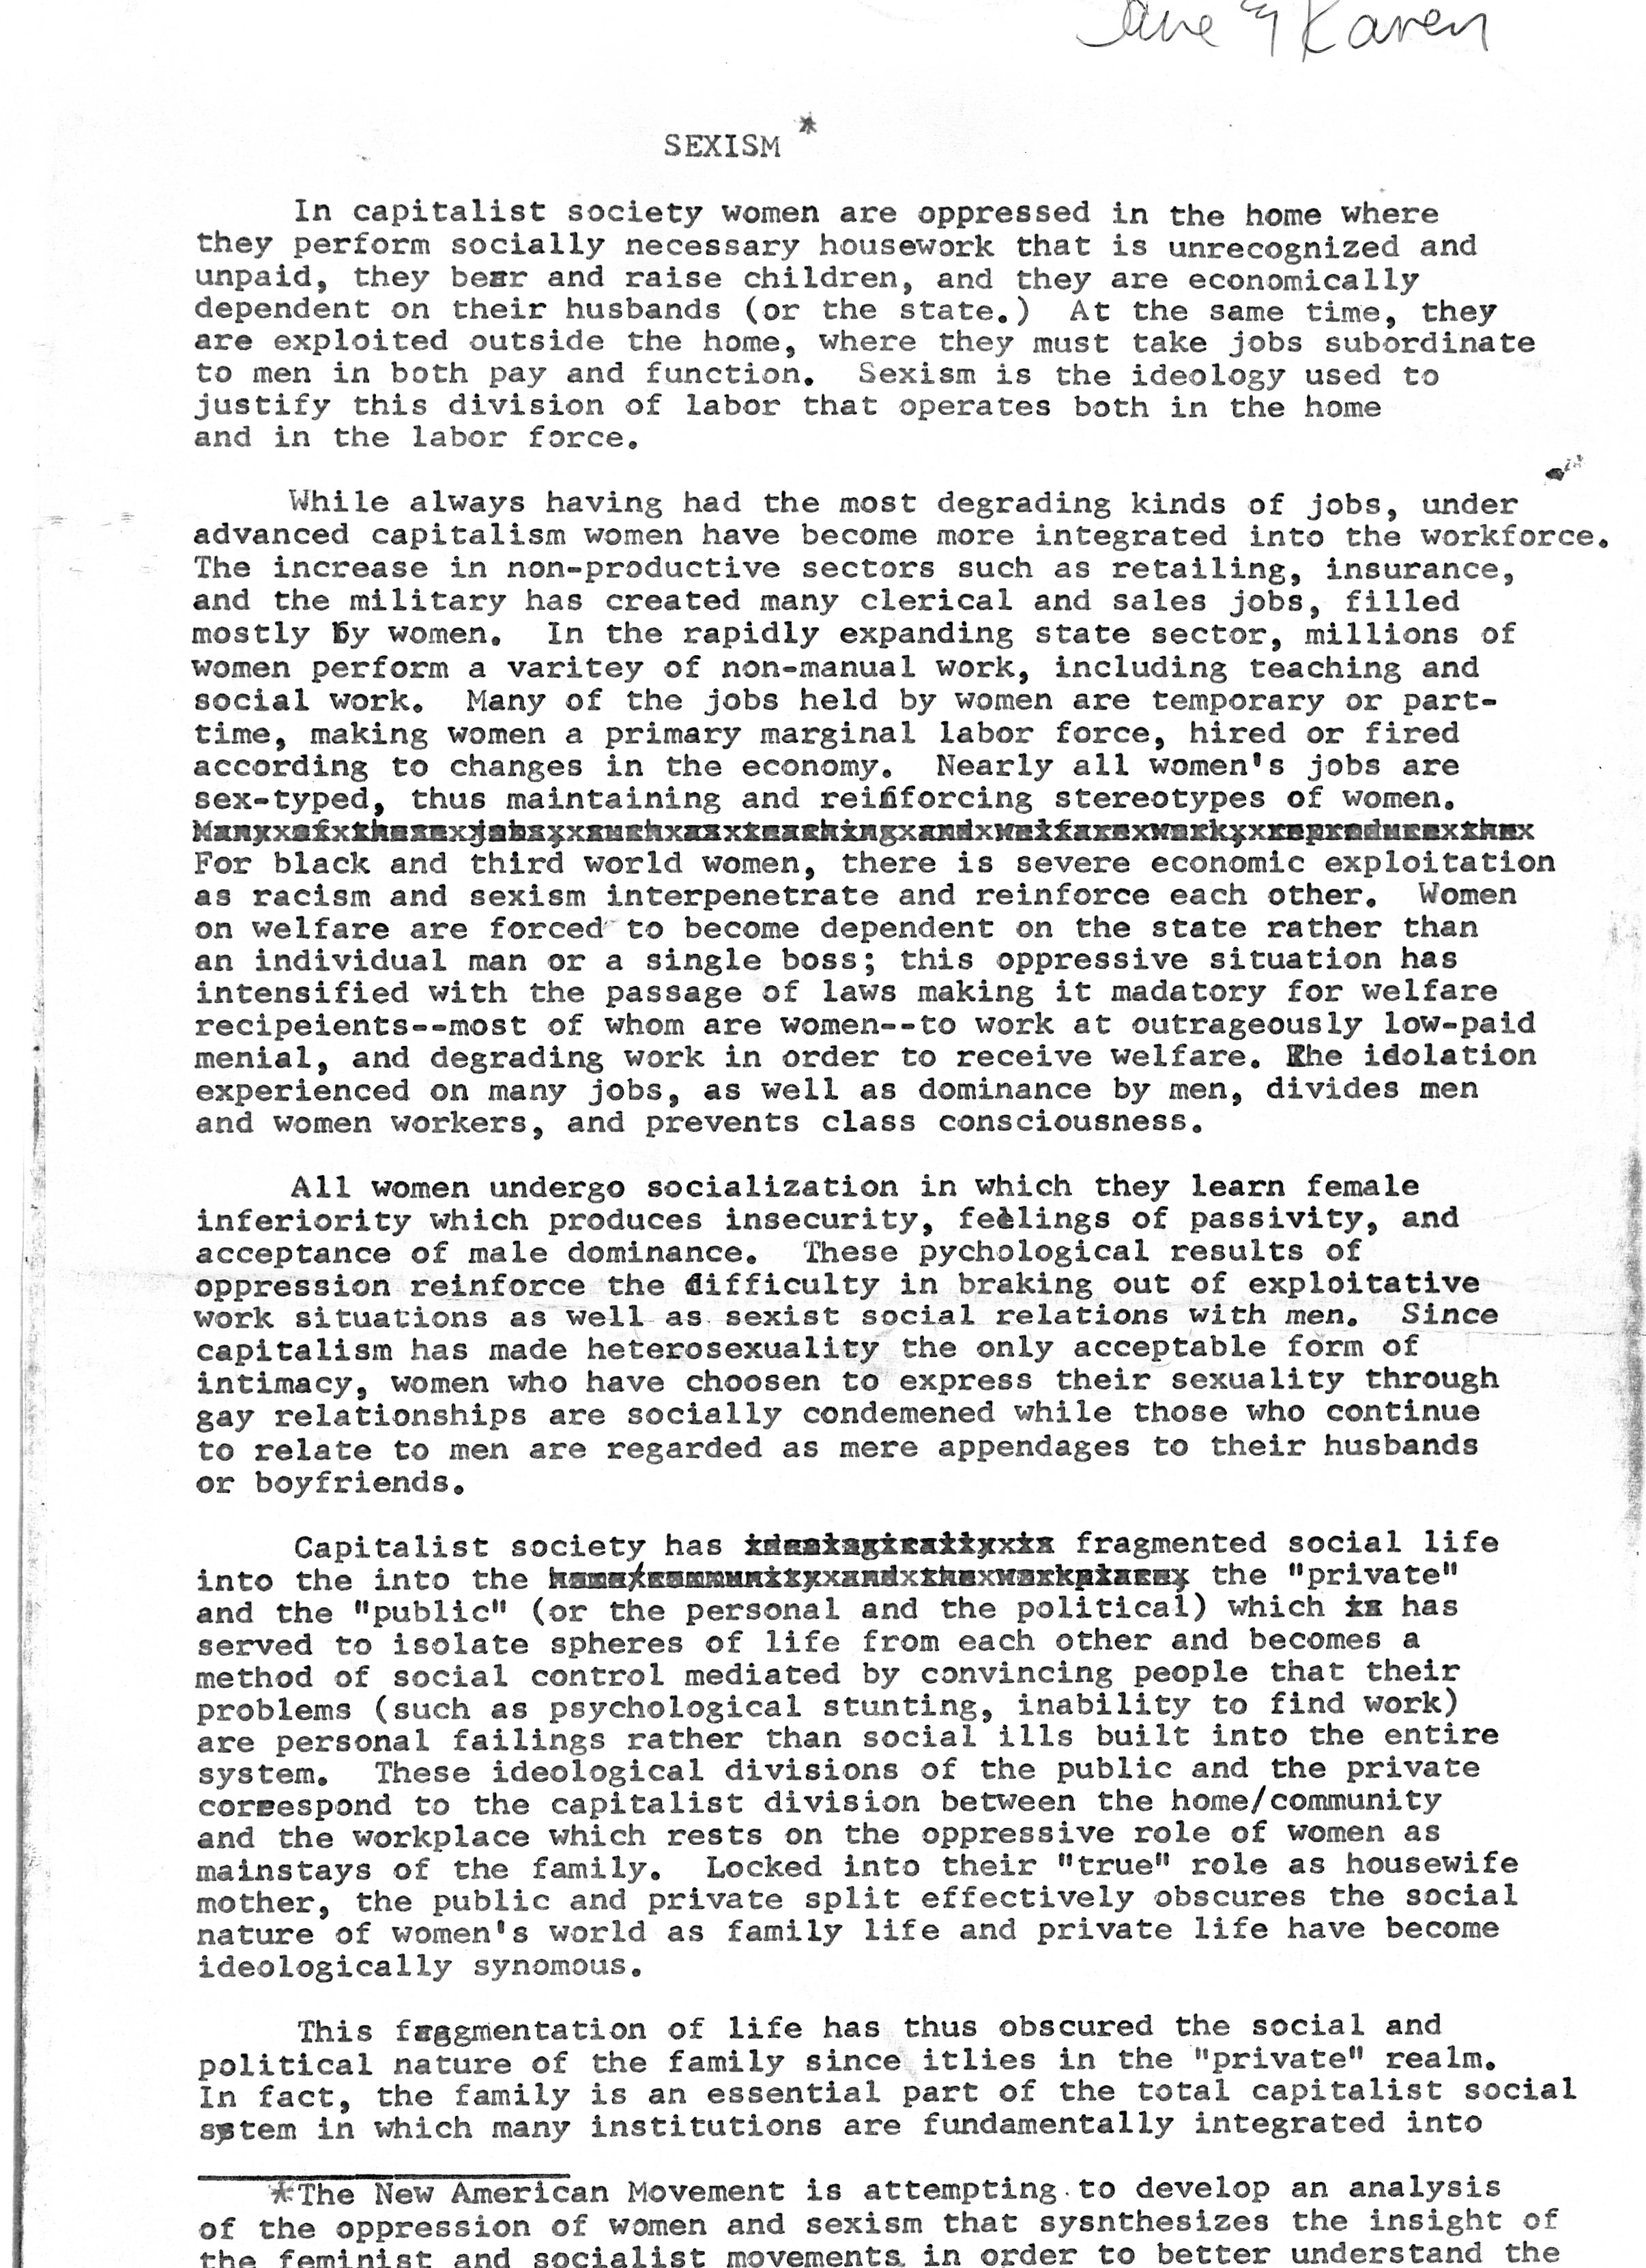 Jane & Karen
SEXISM *
In capitalist society women are oppressed in the home where
they perform socially necessary housework that is unrecognized and
unpaid, they bear and raise children, and they are economically
dependent on their husbands (or the state.) At the same time, they
are exploited outside the home, where they must take jobs subordinate
to men in both pay and function. Sexism is the ideology used to
justify this division of labor that operates both in the home
and in the labor force.
While always having had the most degrading kinds of jobs, under
advanced capitalism women have become more integrated into the workforce.
The increase in non-productive sectors such as retailing, insurance,
and the military has created many clerical and sales jobs, filled
mostly by women. In the rapidly expanding state sector, millions of
women perform a varitey of non-manual work, including teaching and
social work. Many of the jobs held by women are temporary or part-
time, making women a primary marginal labor force, hired or fired
according to changes in the economy. Nearly all women's jobs are
sex-typed, thus maintaining and reinforcing stereotypes of women.
Many of these jobs, such as teaching and welfare work, reproduce the
For black and third world women, there is severe economic exploitation
as racism and sexism interpenetrate and reinforce each other. Women
on welfare are forced to become dependent on the state rather than
an individual man or a single boss; this oppressive situation has
intensified with the passage of laws making it madatory for welfare
recipeients--most of whom are women--to work at outrageously low-paid
menial, and degrading work in order to receive welfare. The idolation
experienced on many jobs, as well as dominance by men, divides men
and women workers, and prevents class consciousness.
All women undergo socialization in which they learn female
inferiority which produces insecurity, feelings of passivity, and
acceptance of male dominance. These pychological results of
oppression reinforce the difficulty in braking out of exploitative
work situations as well as sexist social relations with men. Since
capitalism has made heterosexuality the only acceptable form of
intimacy, women who have choosen to express their sexuality through
gay relationships are socially condemened while those who continue
to relate to men are regarded as mere appendages to their husbands
or boyfriends.
Capitalist society has ideologically fragmented social life
into the into the home/community and the workplace, the "private"
and the "public" (or the personal and the political) which is has
served to isolate spheres of life from each other and becomes a
method of social control mediated by convincing people that their
problems (such as psychological stunting, inability to find work)
are personal failings rather than social ills built into the entire
system. These ideological divisions of the public and the private
correspond to the capitalist division between the home/community
and the workplace which rests on the oppressive role of women as
mainstays of the family. Locked into their "true" role as housewife
mother, the public and private split effectively obscures the social
nature of women's world as family life and private life have become
ideologically synomous.
This fragmentation of life has thus obscured the social and
political nature of the family since itlies in the "private" realm.
In fact, the family is an essential part of the total capitalist social
system in which many institutions are fundamentally integrated into
*The New American Movement is attempting to develop an analysis
of the oppression of women and sexism that sysnthesizes the insight of
the feminist and socialist movements in order to better understand the